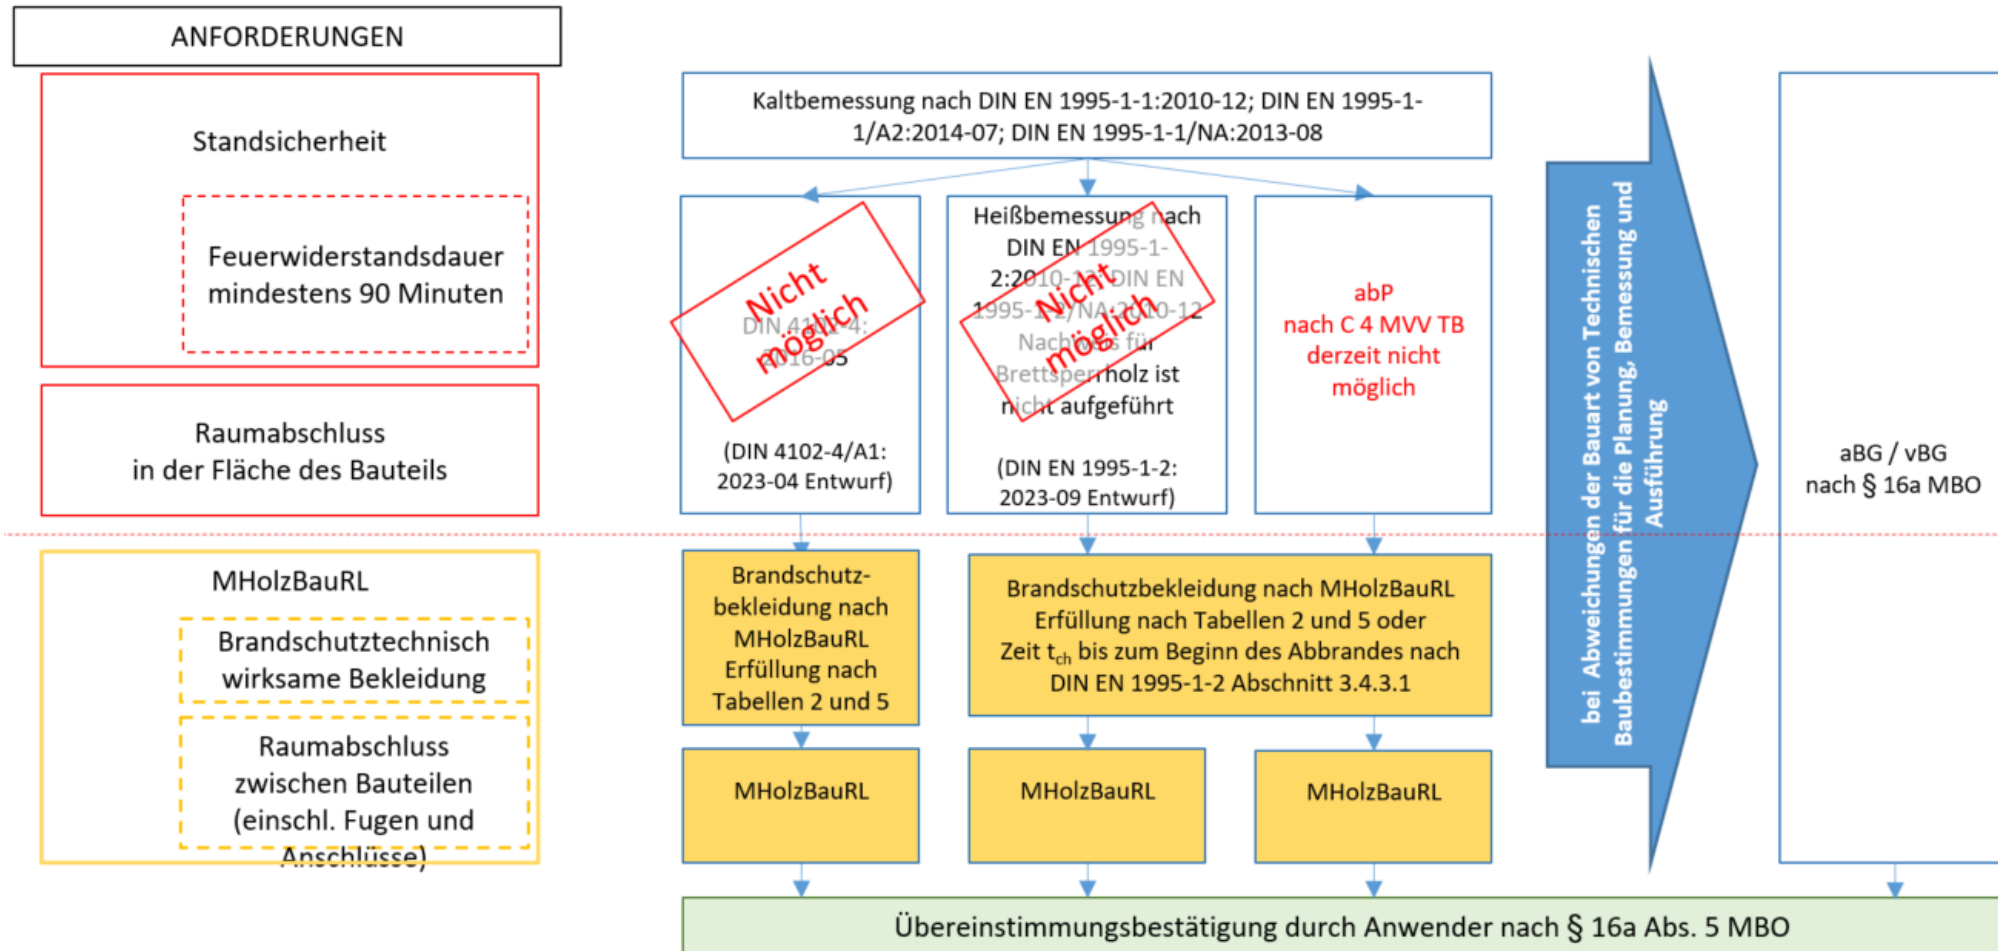 ANFORDERUNGEN
Standsicherheit
Feuerwiderstandsdauer
mindestens 90 Minuten
Raumabschluss
in der Fläche des Bauteils
MHolzBauRL
Brandschutztechnisch
wirksame Bekleidung
Raumabschluss
zwischen Bauteilen
(einschl. Fugen und
Anschlüsse)
Kaltbemessung nach DIN EN 1995-1-1:2010-12; DIN EN 1995-1-
1/A2:2014-07; DIN EN 1995-1-1/NA:2013-08
DIN 4102-4:
2016-05
Nicht
möglich
(DIN 4102-4/A1:
2023-04 Entwurf)
Heißbemessung nach
DIN EN 1995-1-
2:2010-12; DIN EN
1995-1-2/NA:2010-12
Nachweis für
Brettsperrholz ist
nicht aufgeführt
Nicht
möglich
(DIN EN 1995-1-2:
2023-09 Entwurf)
abP
nach C 4 MVV TB
derzeit nicht
möglich
Brandschutz-
bekleidung nach
MHolzBauRL
Erfüllung nach
Tabellen 2 und 5
Brandschutzbekleidung nach MHolzBauRL
Erfüllung nach Tabellen 2 und 5 oder
Zeit t_ch bis zum Beginn des Abbrandes nach
DIN EN 1995-1-2 Abschnitt 3.4.3.1
MHolzBauRL
MHolzBauRL
MHolzBauRL
bei Abweichungen der Bauart von Technischen
Baubestimmungen für die Planung, Bemessung und
Ausführung
aBG / vBG
nach § 16a MBO
Übereinstimmungsbestätigung durch Anwender nach § 16a Abs. 5 MBO